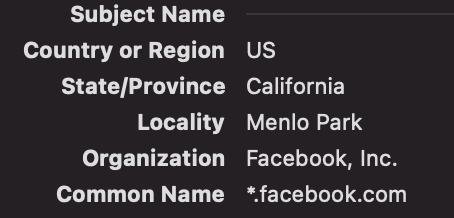 Subject Name
Country or Region US
State/Province California
Locality Menlo Park
Organization Facebook, Inc.
Common Name *.facebook.com